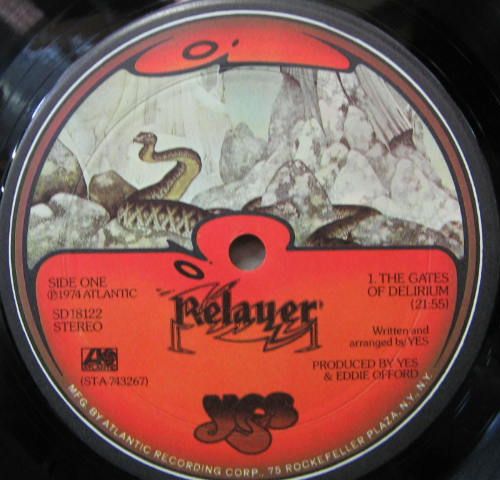 SIDE ONE
℗1974 ATLANTIC
SD 18122
STEREO
ATLANTIC
(ST-A-743267)
Relayer
yes
1. THE GATES
OF DELIRIUM
(21:55)
Written and
arranged by YES
PRODUCED BY YES
& EDDIE OFFORD
MFG. BY ATLANTIC RECORDING CORP., 75 ROCKEFELLER PLAZA, N.Y., N.Y.